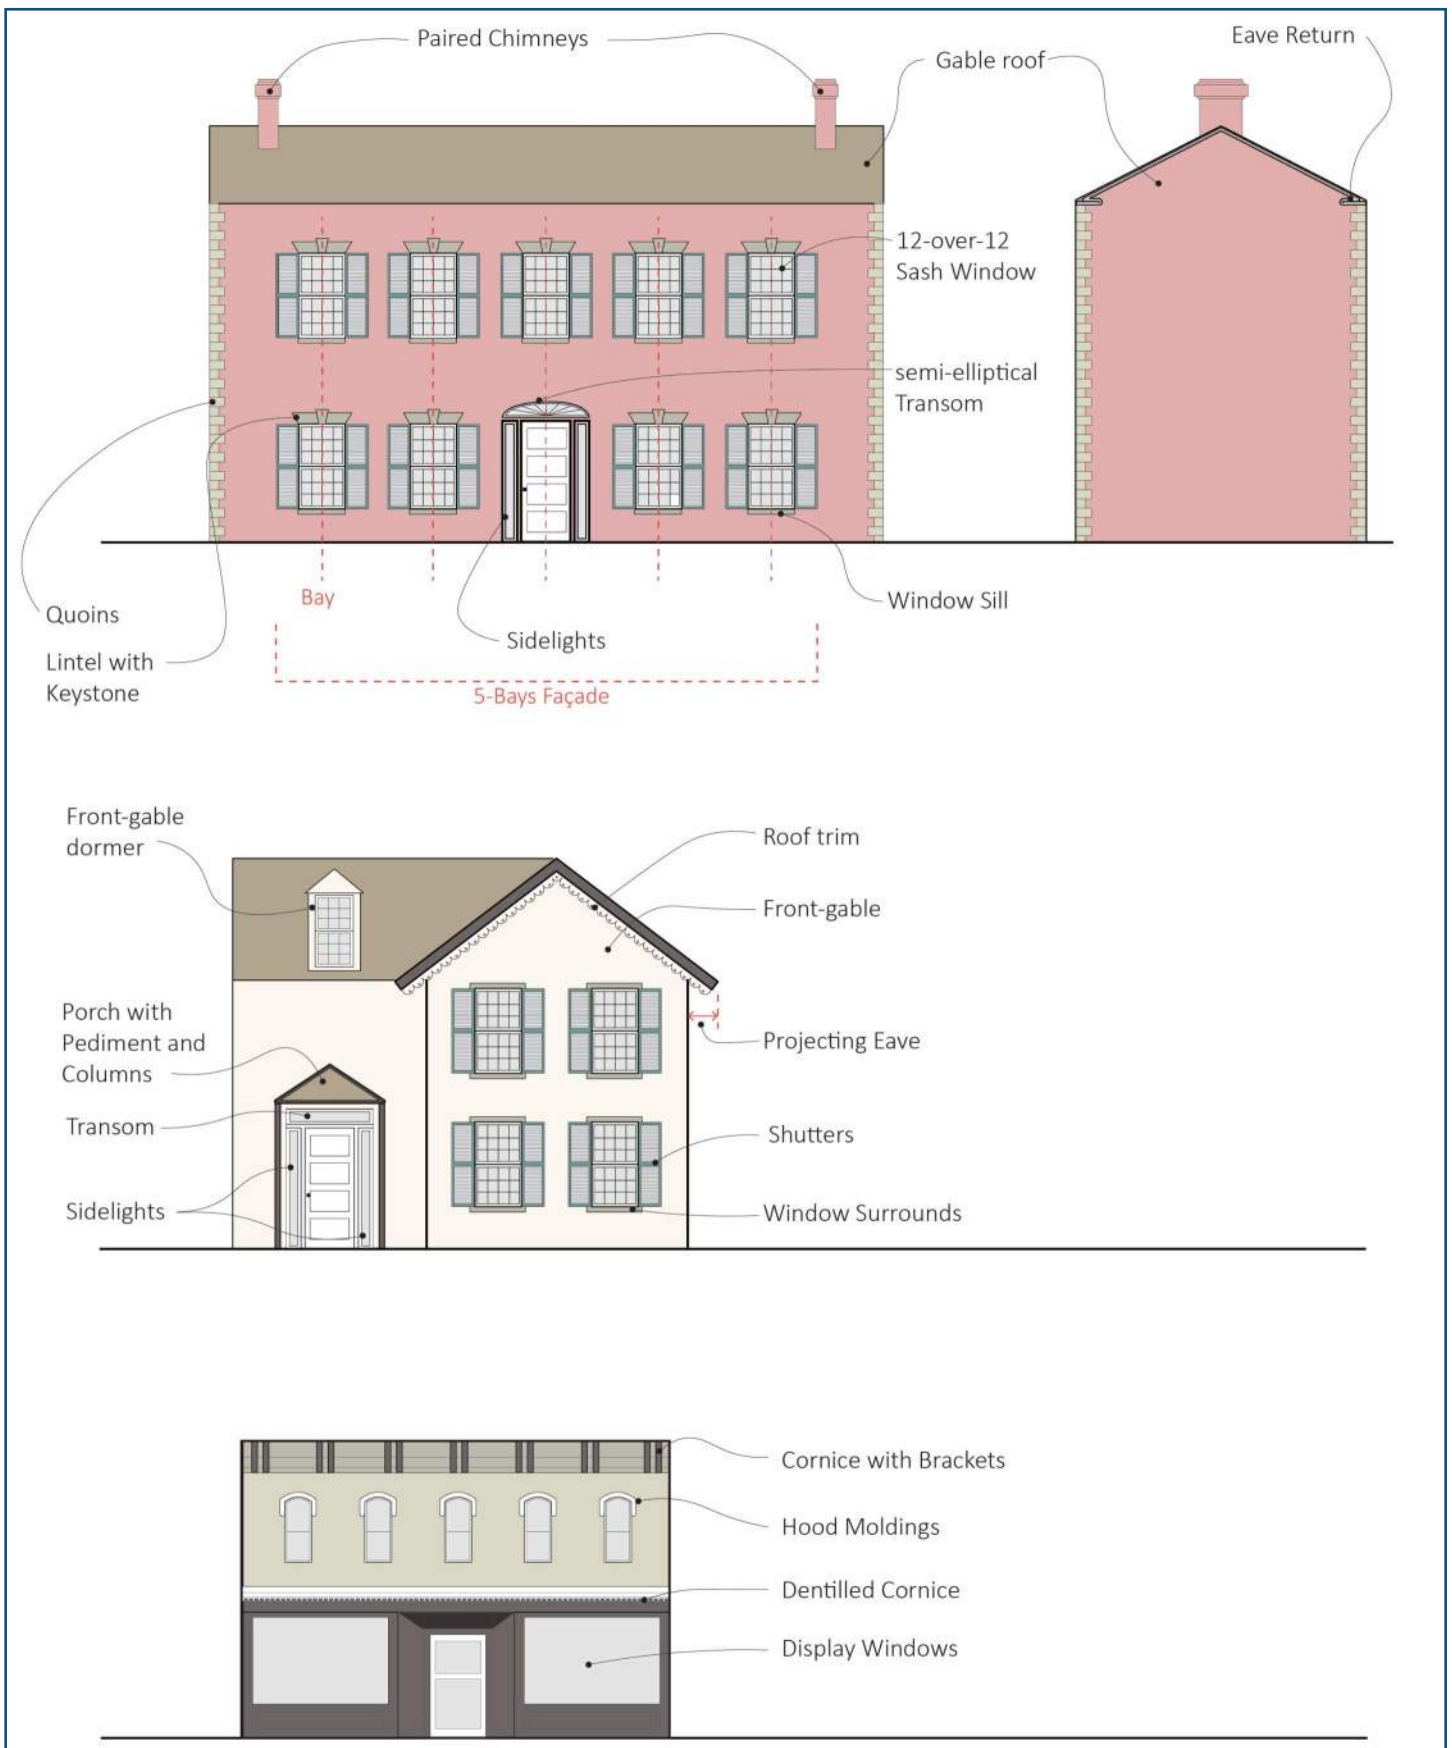 Paired Chimneys
Eave Return
Gable roof
12-over-12
Sash Window
semi-elliptical
Transom
Bay
Window Sill
Quoins
Sidelights
Lintel with
Keystone
5-Bays Façade
Front-gable
dormer
Roof trim
Front-gable
Porch with
Pediment and
Columns
Projecting Eave
Transom
Shutters
Sidelights
Window Surrounds
Cornice with Brackets
Hood Moldings
Dentilled Cornice
Display Windows